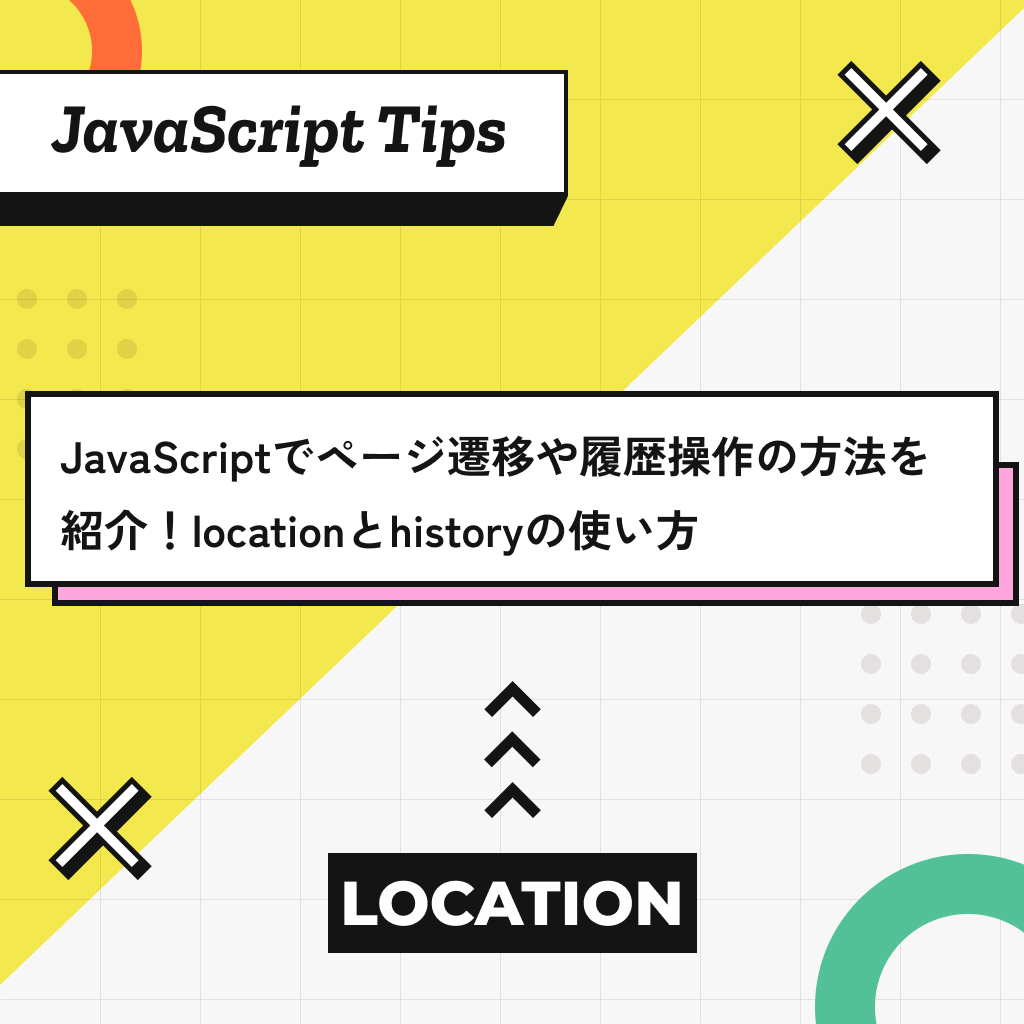 JavaScript Tips
JavaScriptでページ遷移や履歴操作の方法を
紹介！locationとhistoryの使い方
LOCATION